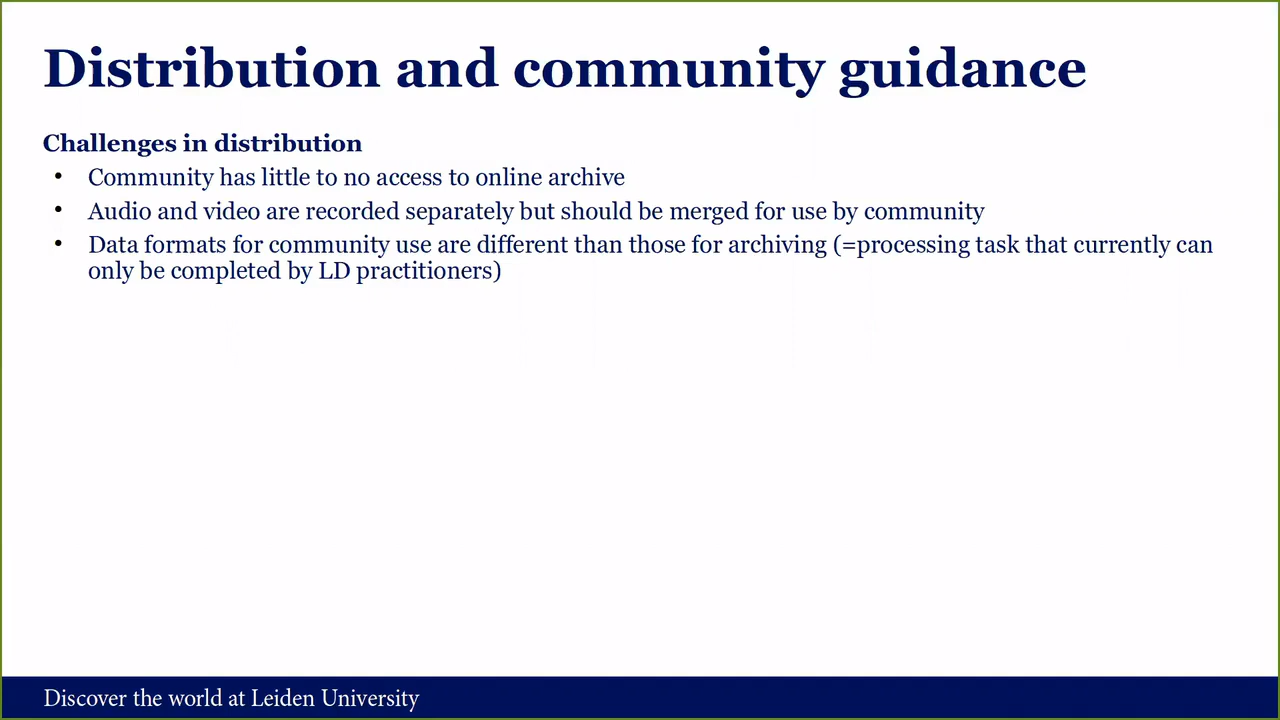 Distribution and community guidance
Challenges in distribution
• Community has little to no access to online archive
• Audio and video are recorded separately but should be merged for use by community
• Data formats for community use are different than those for archiving (=processing task that currently can
only be completed by LD practitioners)
Discover the world at Leiden University